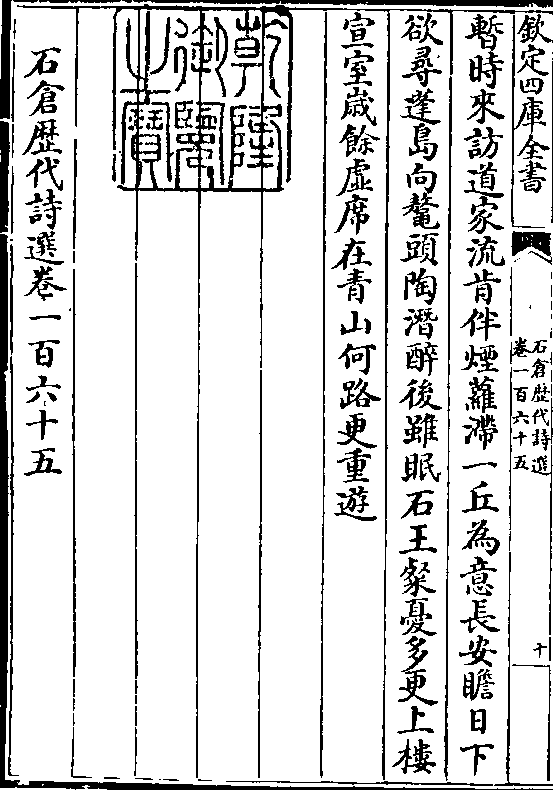 欽定四庫全書
石倉歴代詩選
卷一百六十五
十
暫時來訪道家流肯伴煙蘿滯一丘為意長安瞻日下
欲尋蓬島向鼇頭陶潛醉後雖眠石王粲憂多更上樓
宣室歳餘虛席在青山何路更重遊
乾隆
御覽
之寶
石倉歴代詩選卷一百六十五